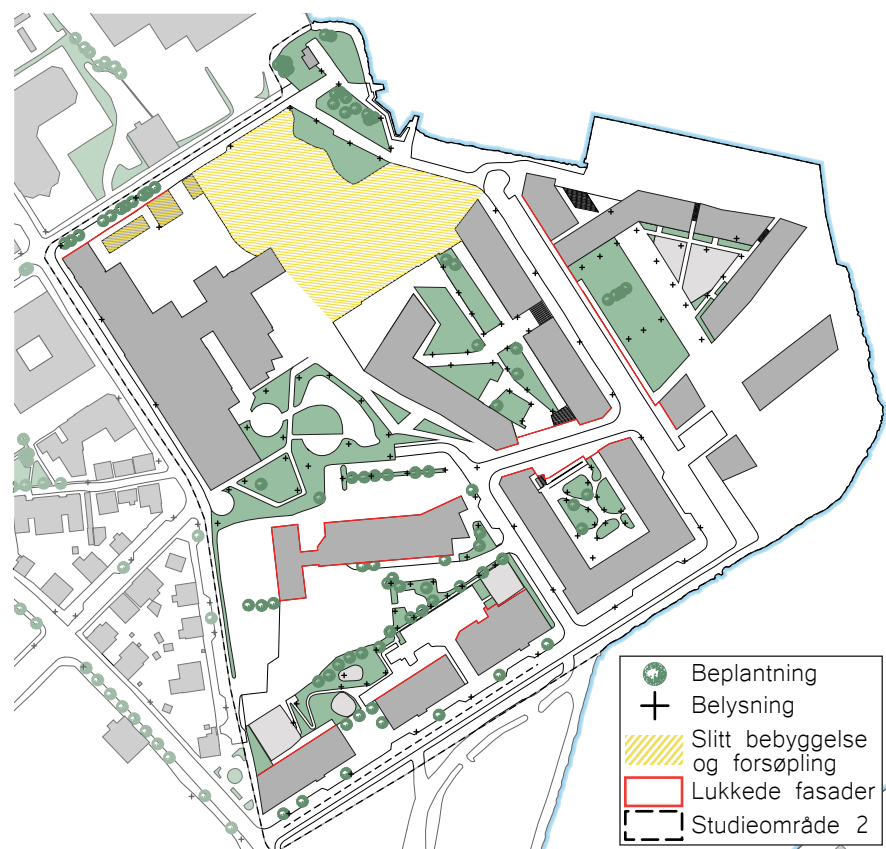 Beplantning
Belysning
Slitt bebyggelse
og forsøpling
Lukkede fasader
Studieområde 2